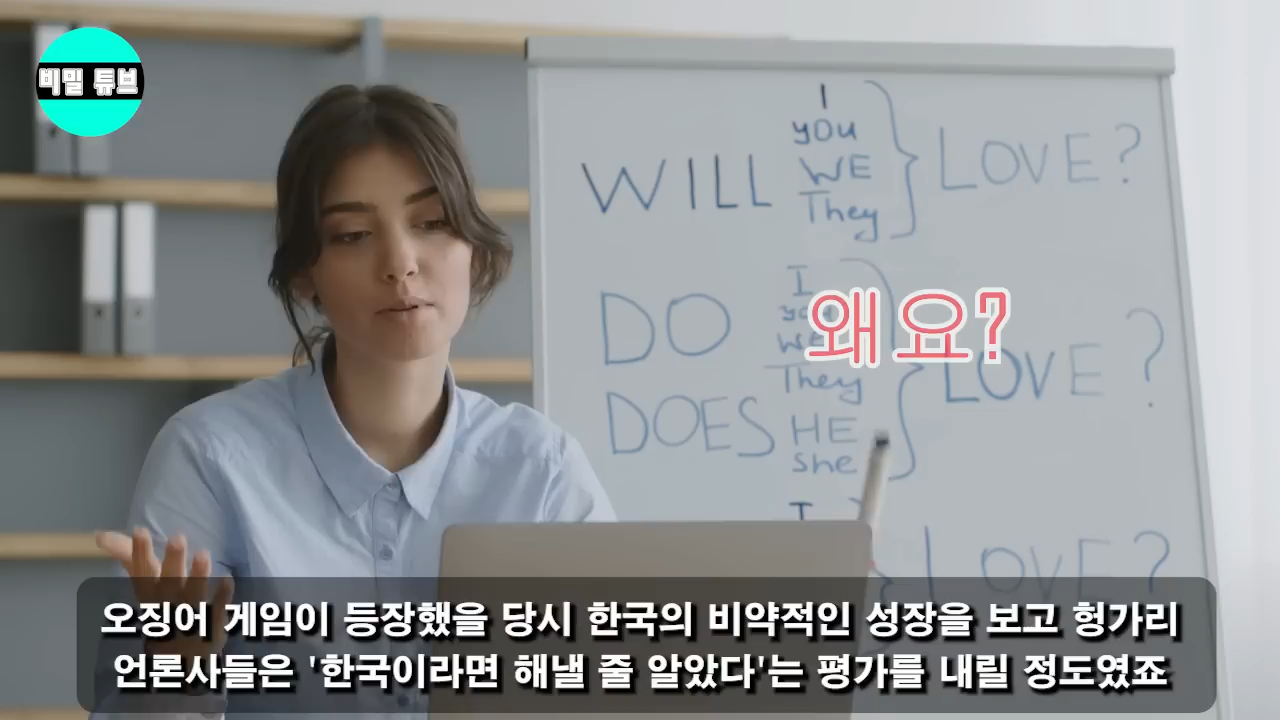 비밀 튜브
I
you
WILL WE LOVE?
They
I
you
DO WE LOVE?
왜요?
They
DOES HE
she
I
LOVE?
오징어 게임이 등장했을 당시 한국의 비약적인 성장을 보고 헝가리
언론사들은 '한국이라면 해낼 줄 알았다'는 평가를 내릴 정도였죠